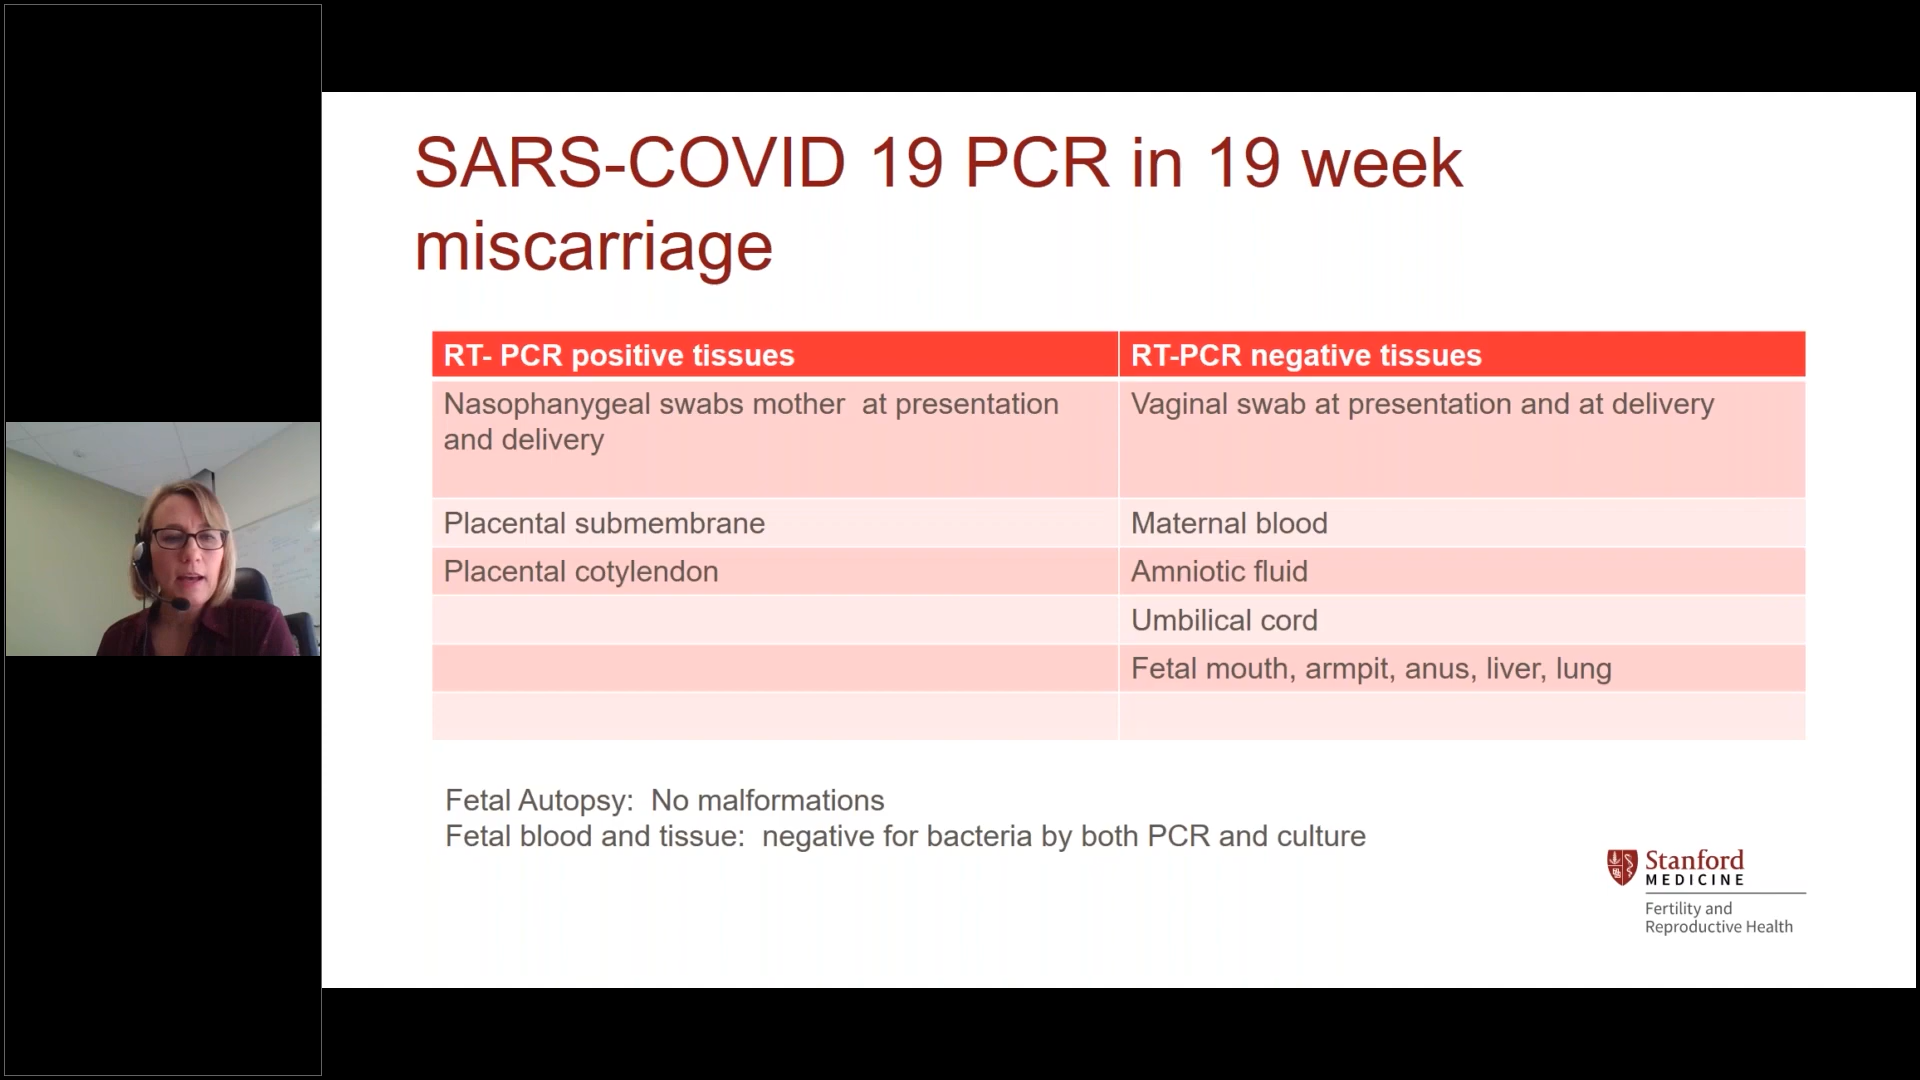 SARS-COVID 19 PCR in 19 week
miscarriage
RT- PCR positive tissues
RT-PCR negative tissues
Nasophanygeal swabs mother  at presentation
and delivery
Vaginal swab at presentation and at delivery
Placental submembrane
Maternal blood
Placental cotylendon
Amniotic fluid
Umbilical cord
Fetal mouth, armpit, anus, liver, lung
Fetal Autopsy:  No malformations
Fetal blood and tissue:  negative for bacteria by both PCR and culture
Stanford
MEDICINE
Fertility and
Reproductive Health